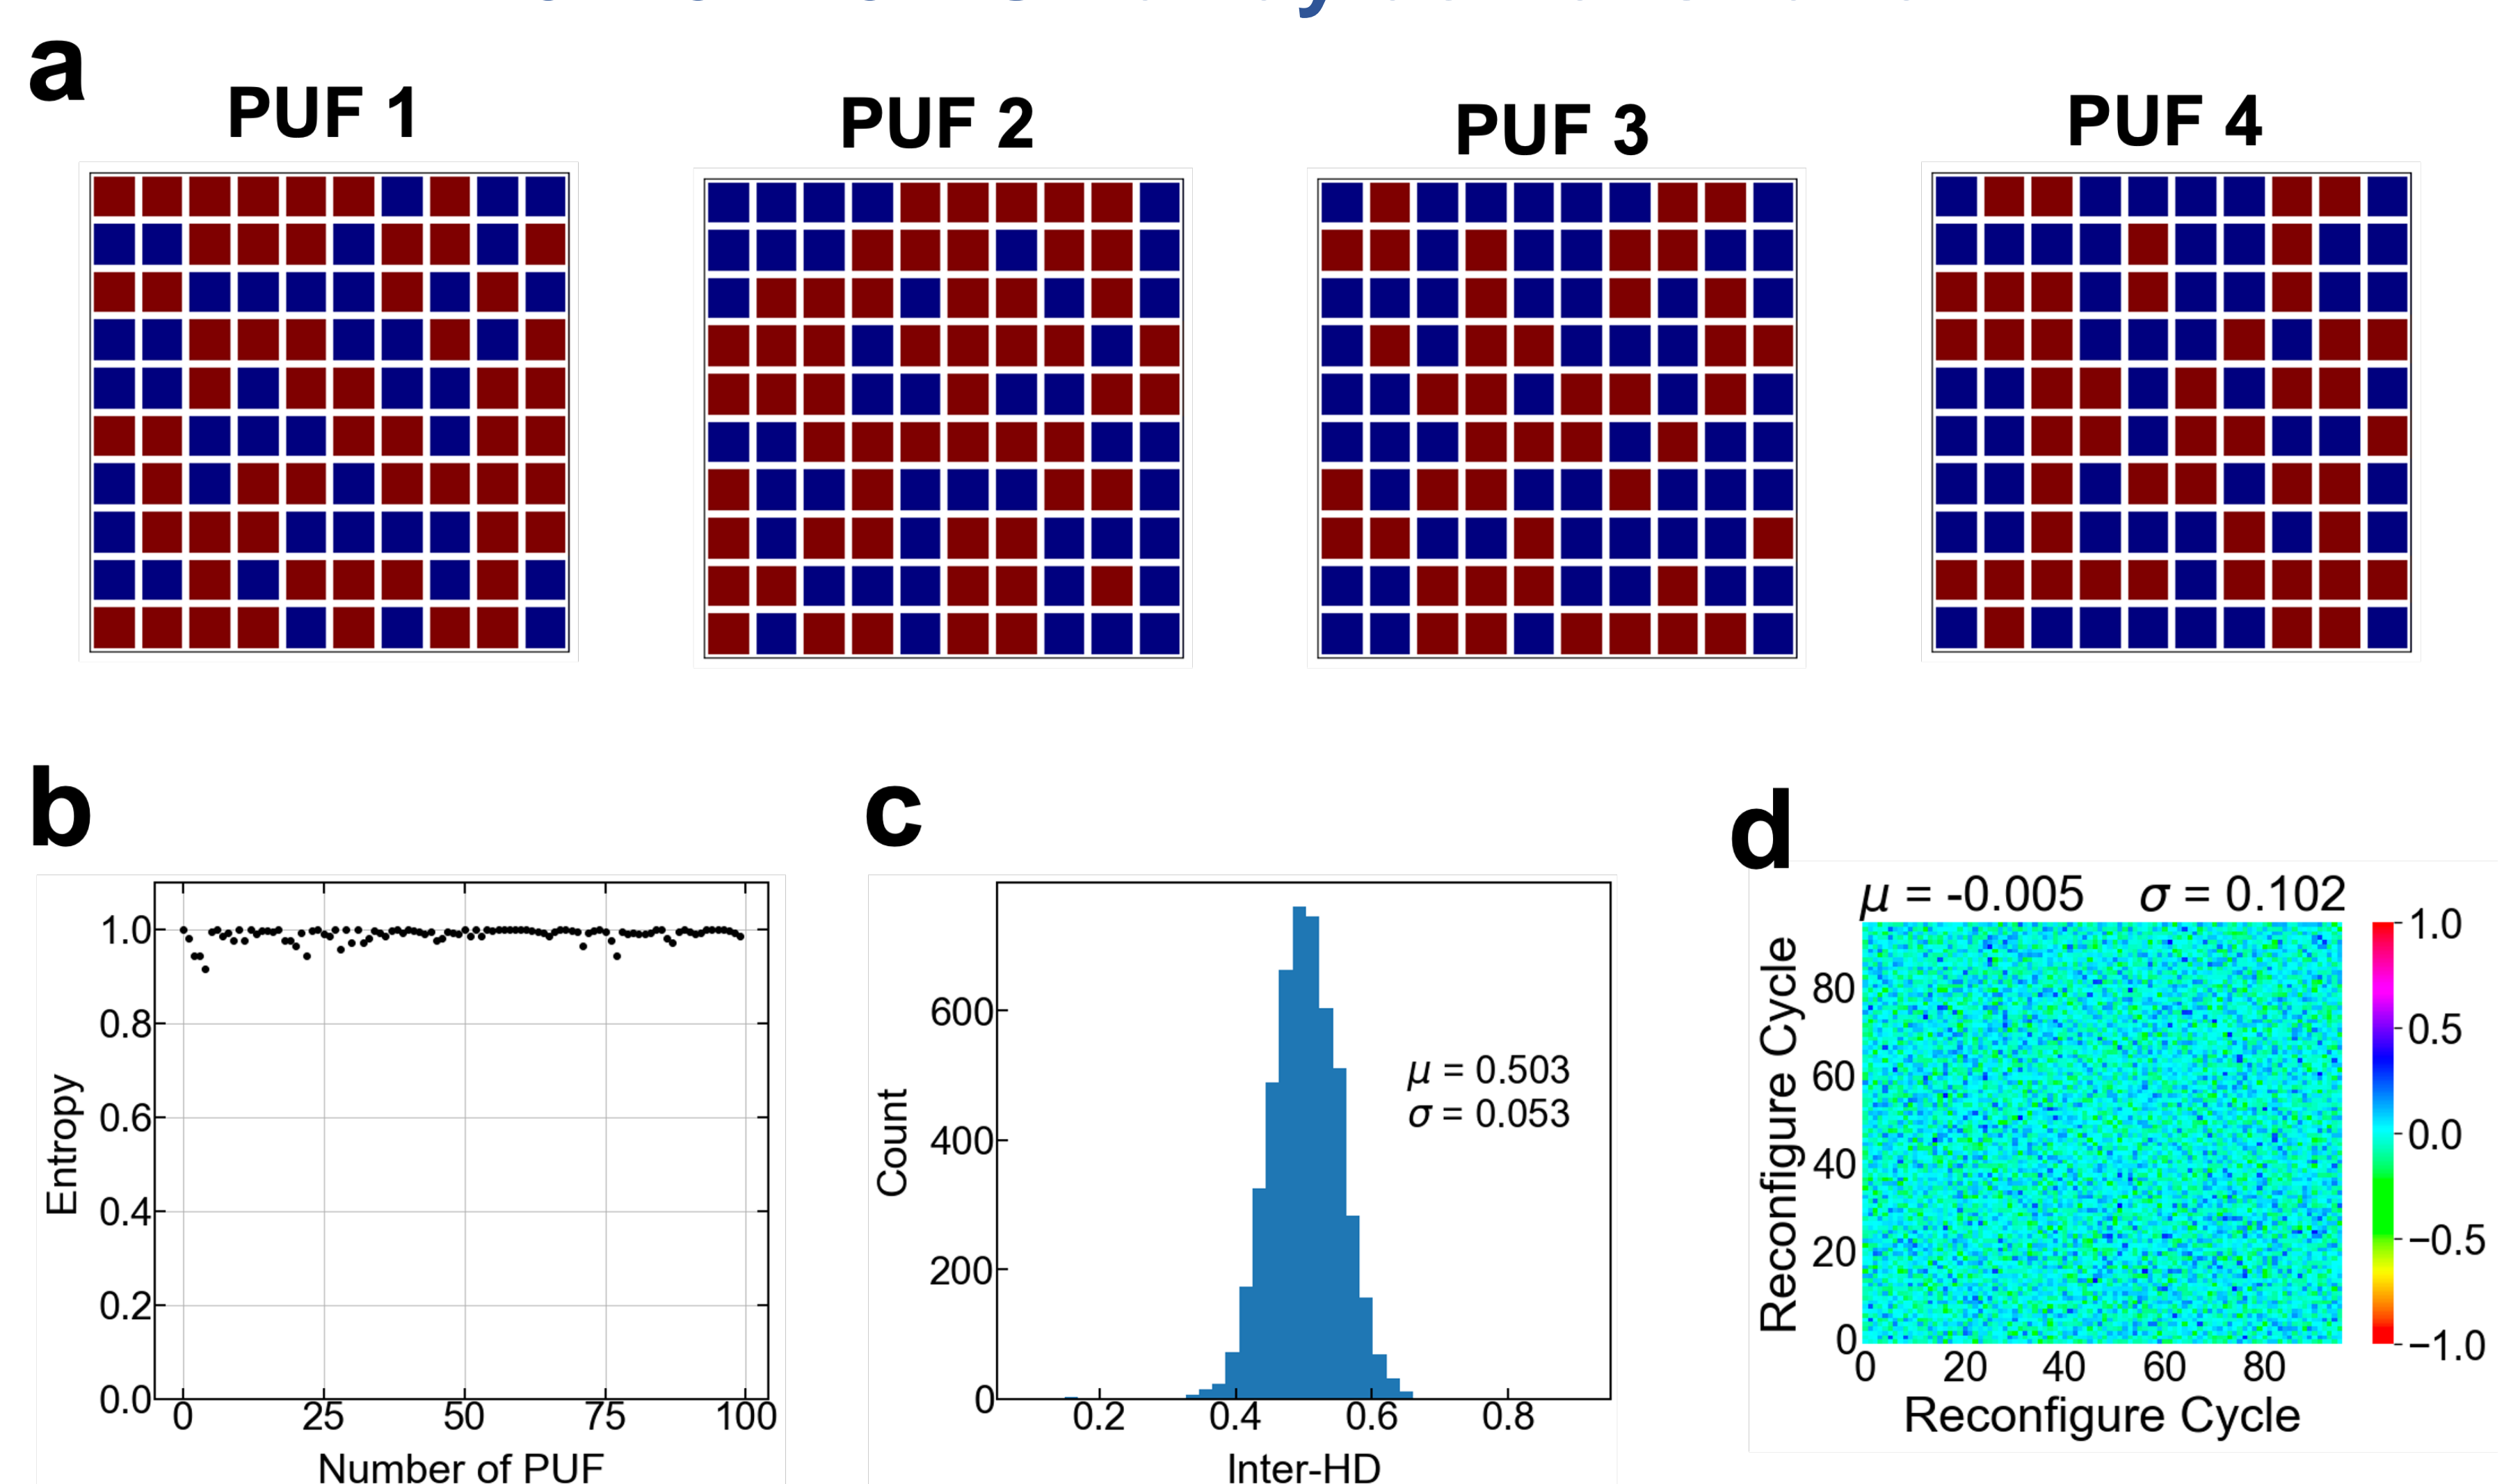 a
PUF 1
PUF 2
PUF 3
PUF 4
b
1.0
0.8
0.6
0.4
0.2
0.0
0
25
50
75
100
Entropy
Number of PUF
c
600
400
200
0
0.2
0.4
0.6
0.8
Count
Inter-HD
μ = 0.503
σ = 0.053
d
μ = -0.005 σ = 0.102
80
60
40
20
0
0
20
40
60
80
Reconfigure Cycle
Reconfigure Cycle
1.0
0.5
0.0
−0.5
−1.0